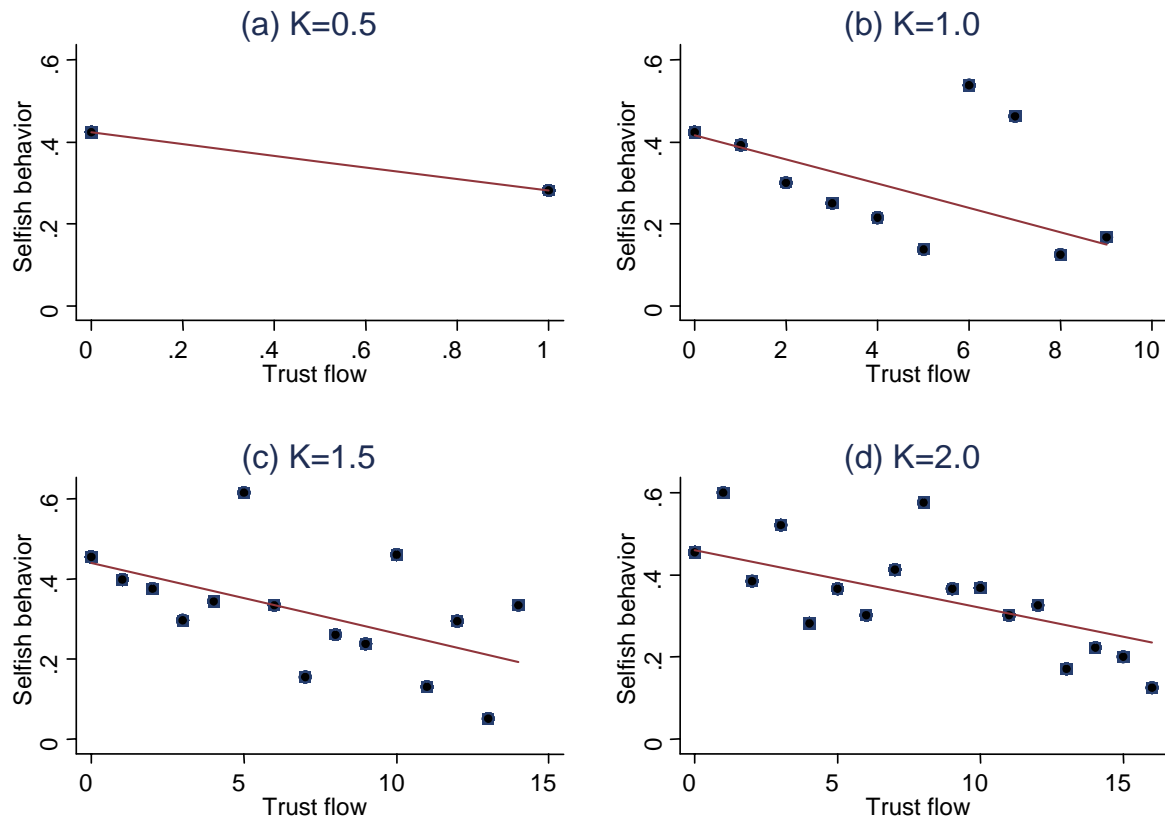 (a) K=0.5
Selfish behavior
0 .2 .4 .6
0 .2 .4 .6 .8 1
Trust flow
(b) K=1.0
Selfish behavior
0 .2 .4 .6
0 2 4 6 8 10
Trust flow
(c) K=1.5
Selfish behavior
0 .2 .4 .6
0 5 10 15
Trust flow
(d) K=2.0
Selfish behavior
0 .2 .4 .6
0 5 10 15
Trust flow